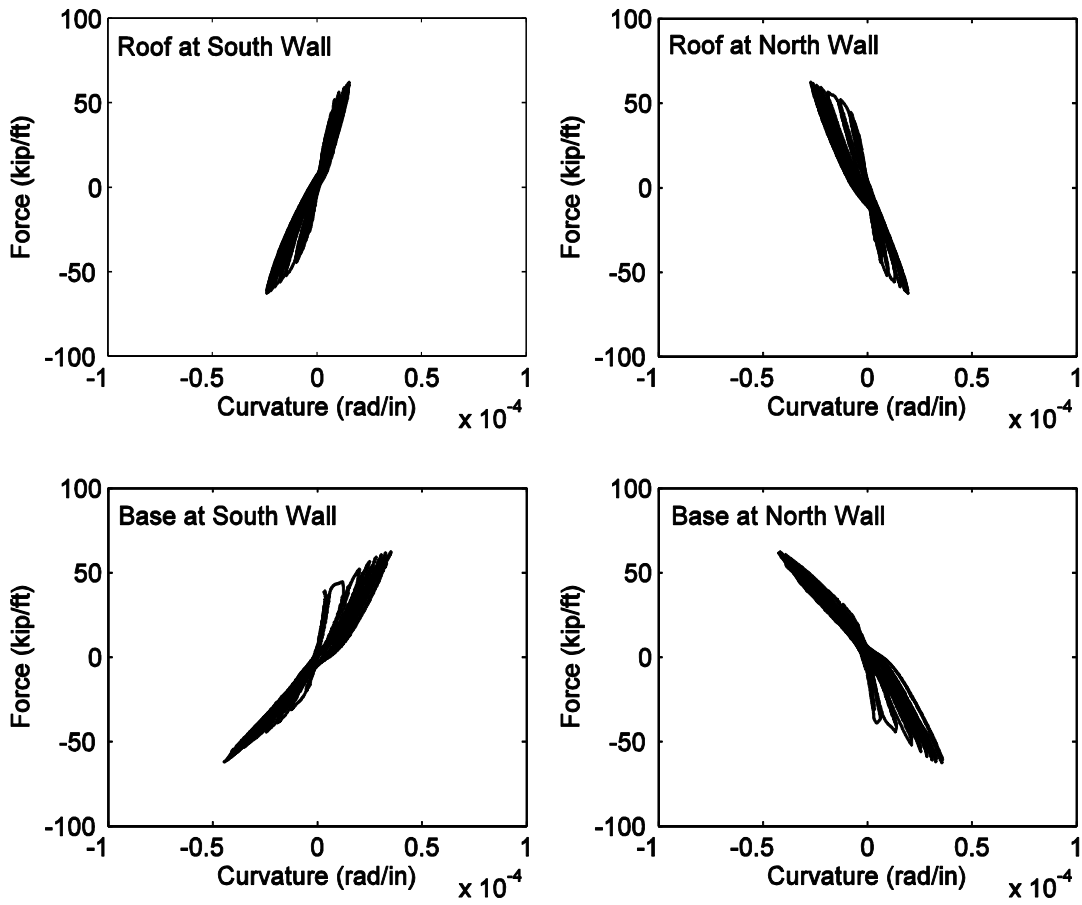 100
Roof at South Wall
50
0
-50
-100
Force (kip/ft)
-1
-0.5
0
0.5
1
Curvature (rad/in)
x 10^-4
100
Roof at North Wall
50
0
-50
-100
Force (kip/ft)
-1
-0.5
0
0.5
1
Curvature (rad/in)
x 10^-4
100
Base at South Wall
50
0
-50
-100
Force (kip/ft)
-1
-0.5
0
0.5
1
Curvature (rad/in)
x 10^-4
100
Base at North Wall
50
0
-50
-100
Force (kip/ft)
-1
-0.5
0
0.5
1
Curvature (rad/in)
x 10^-4